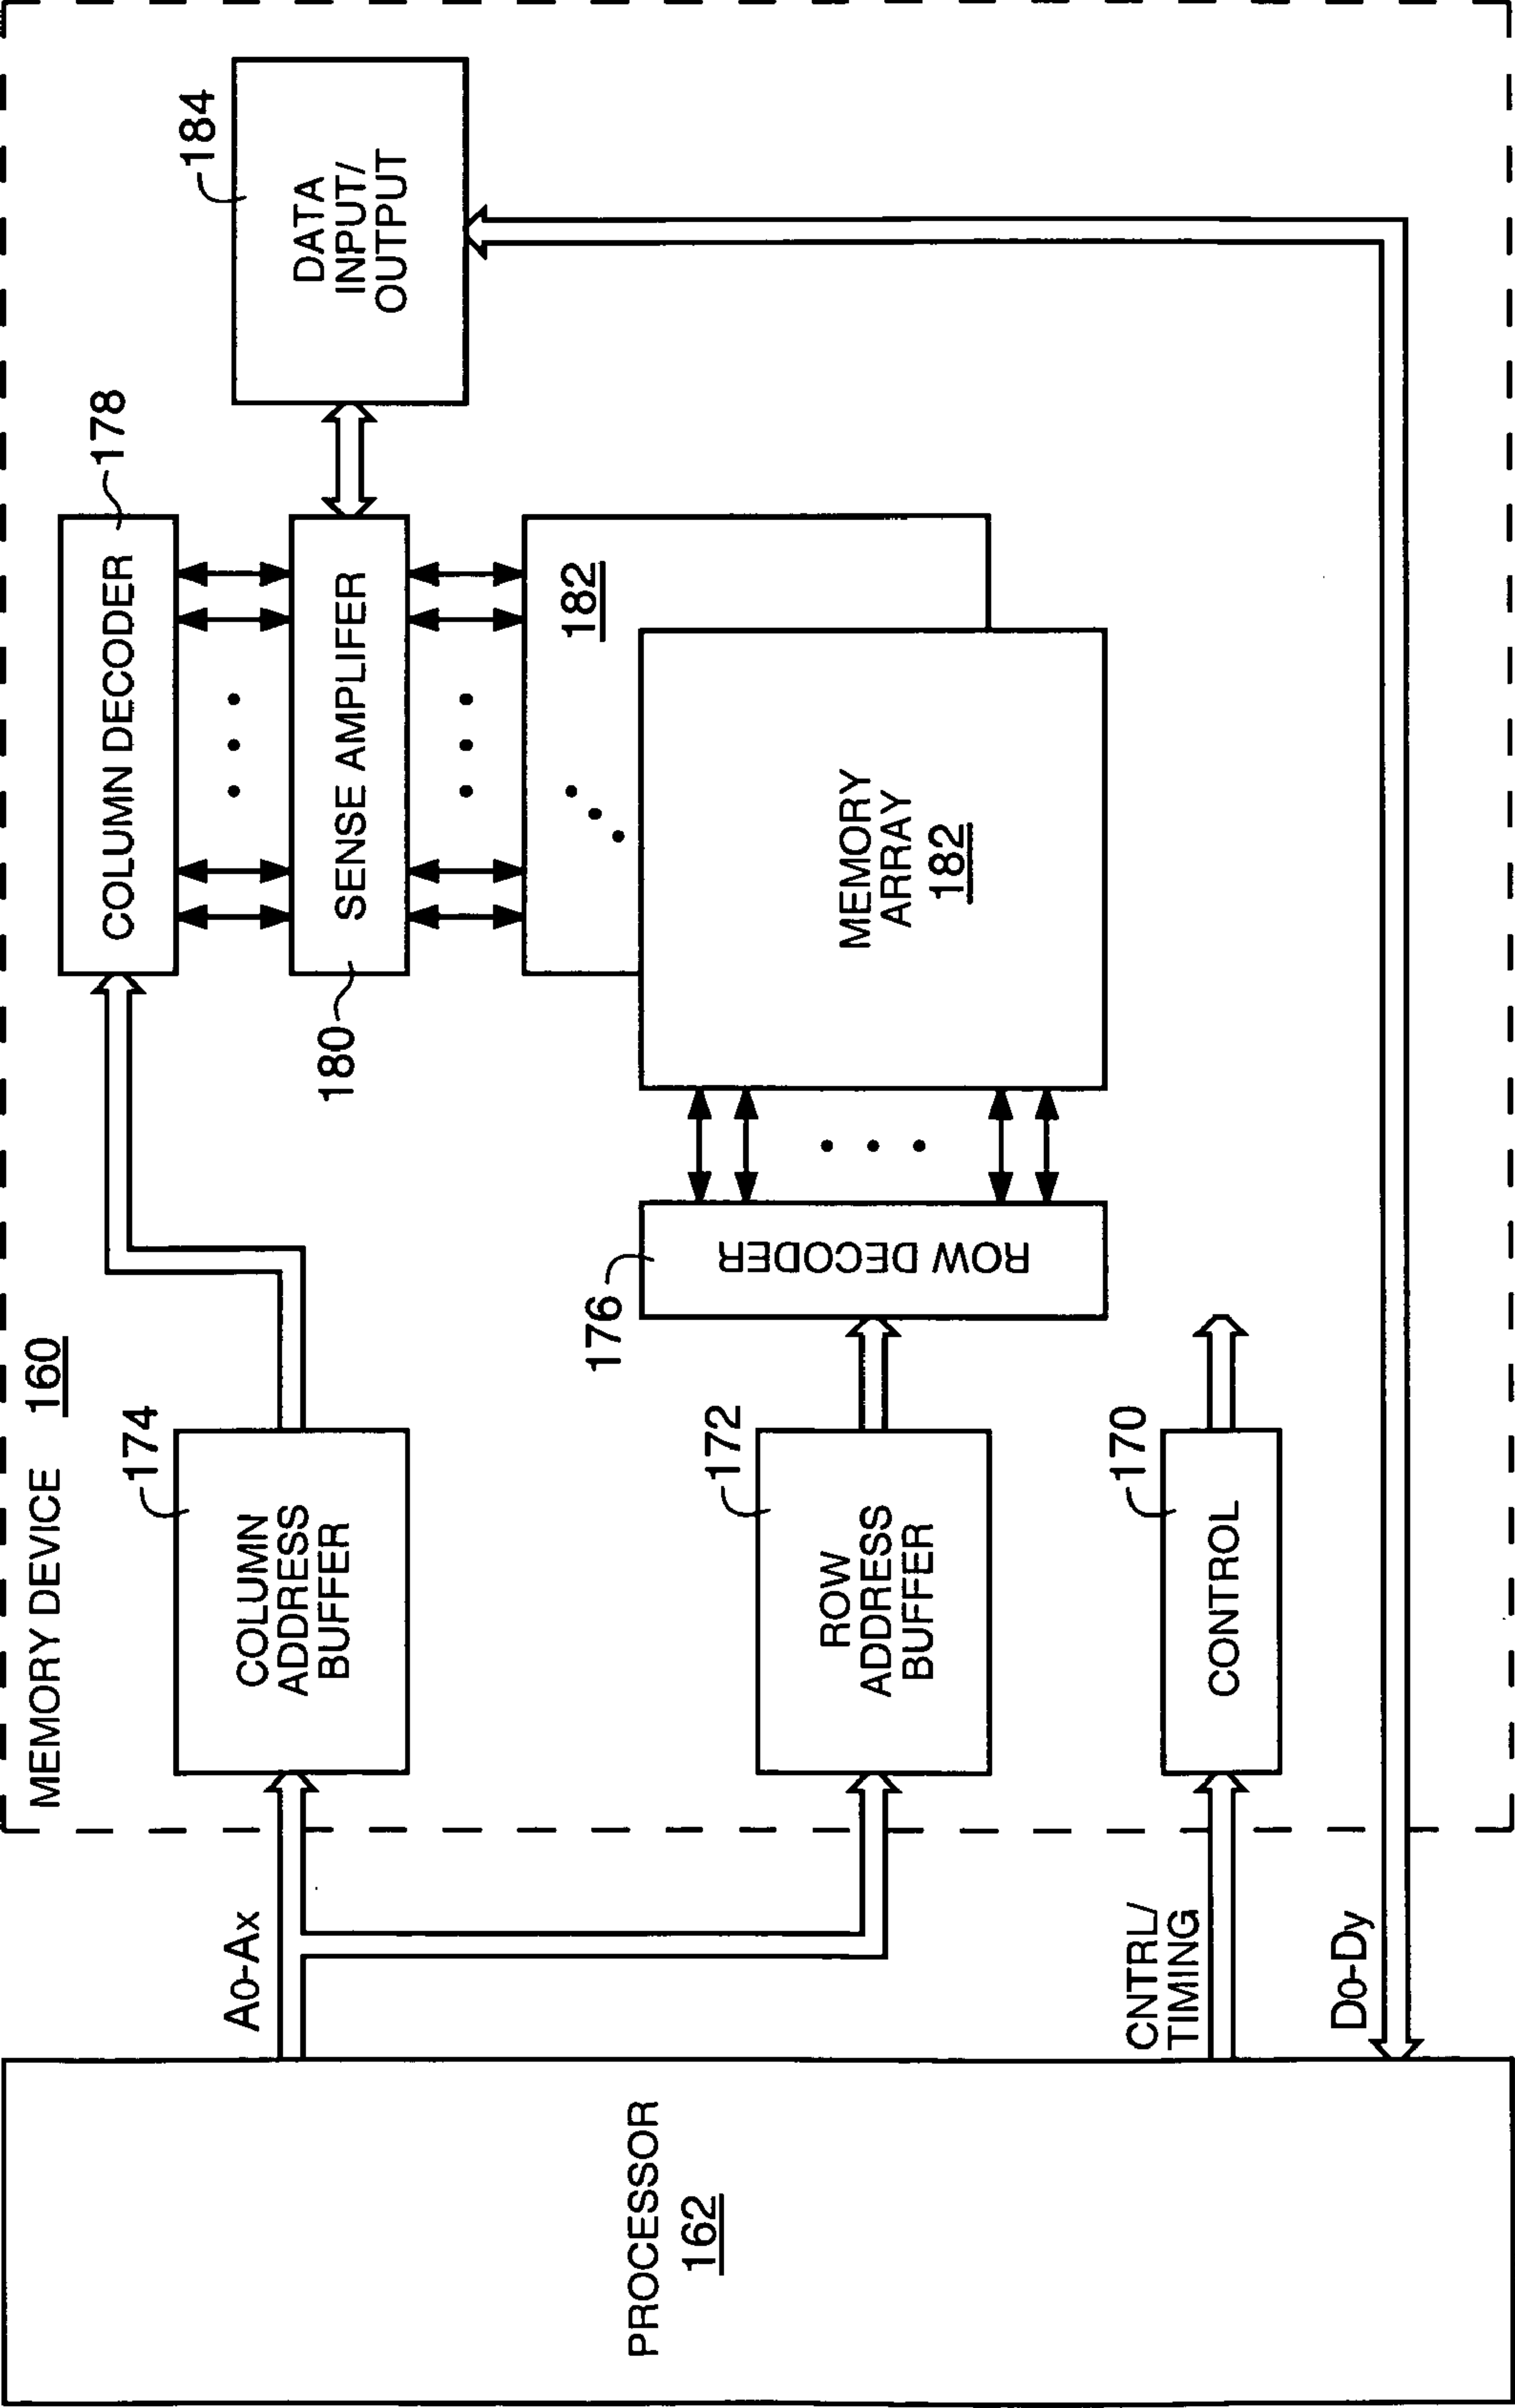 MEMORY DEVICE 160
PROCESSOR
162
A0-Ax
CNTRL/
TIMING
D0-Dy
174
COLUMN
ADDRESS
BUFFER
172
ROW
ADDRESS
BUFFER
170
CONTROL
176
ROW DECODER
178
COLUMN DECODER
180
SENSE AMPLIFER
182
MEMORY
ARRAY
182
184
DATA
INPUT/
OUTPUT